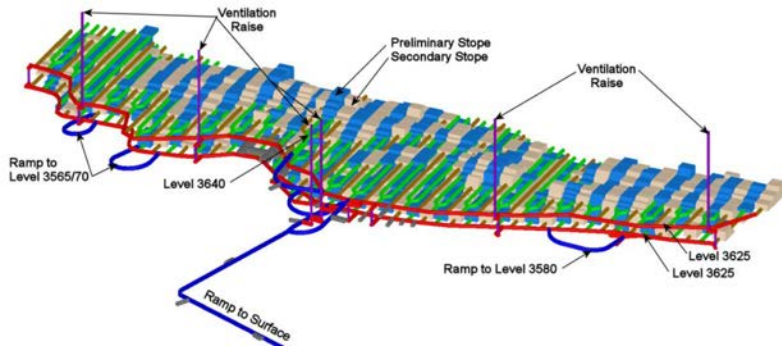 Ventilation
Raise
Preliminary Stope
Secondary Stope
Ventilation
Raise
Ramp to
Level 3565/70
Level 3640
Level 3625
Level 3625
Ramp to Level 3580
Ramp to Surface